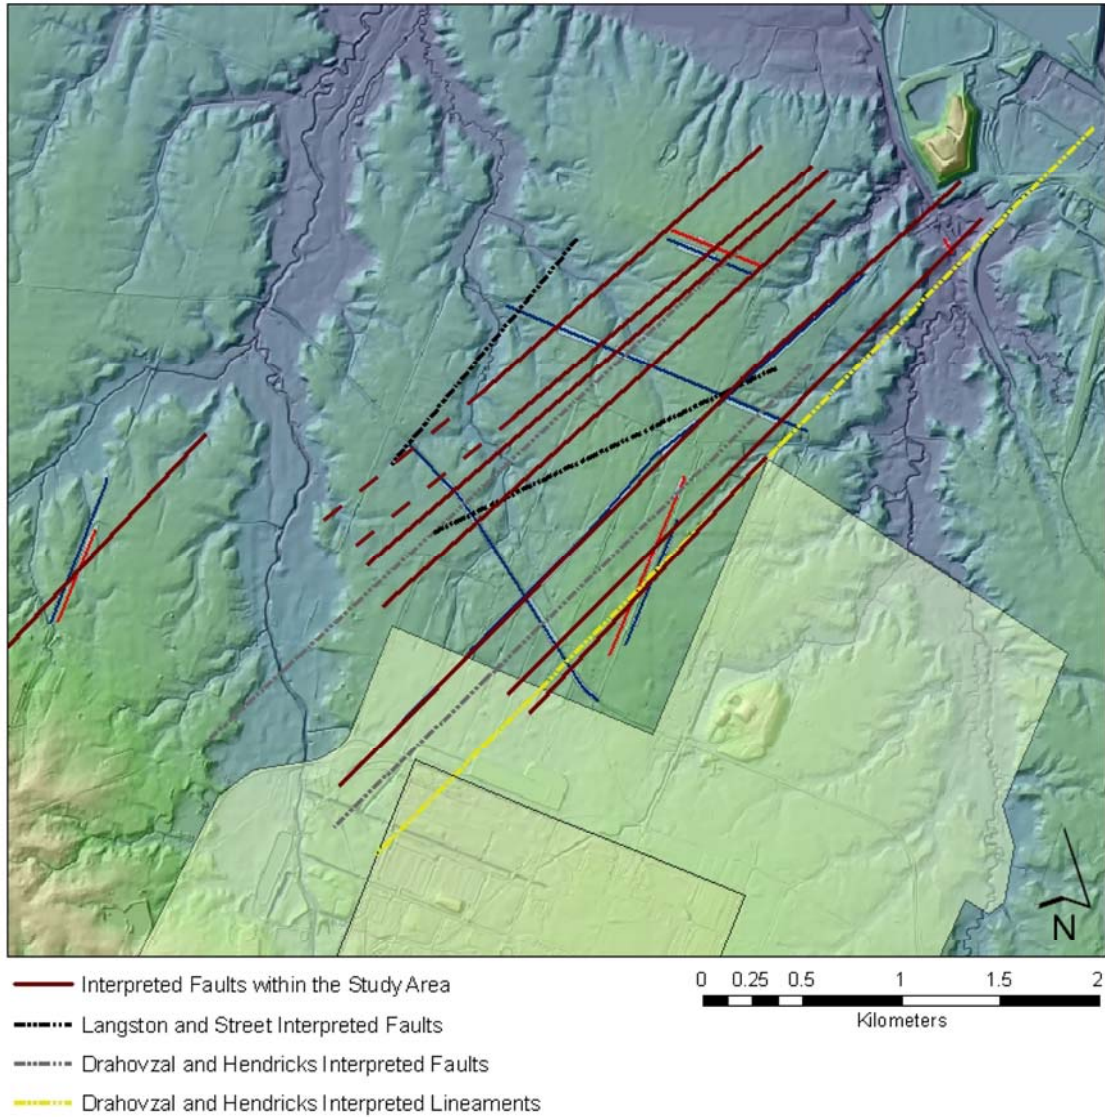 N
Interpreted Faults within the Study Area
Langston and Street Interpreted Faults
Drahovzal and Hendricks Interpreted Faults
Drahovzal and Hendricks Interpreted Lineaments
0 0.25 0.5 1 1.5 2
Kilometers